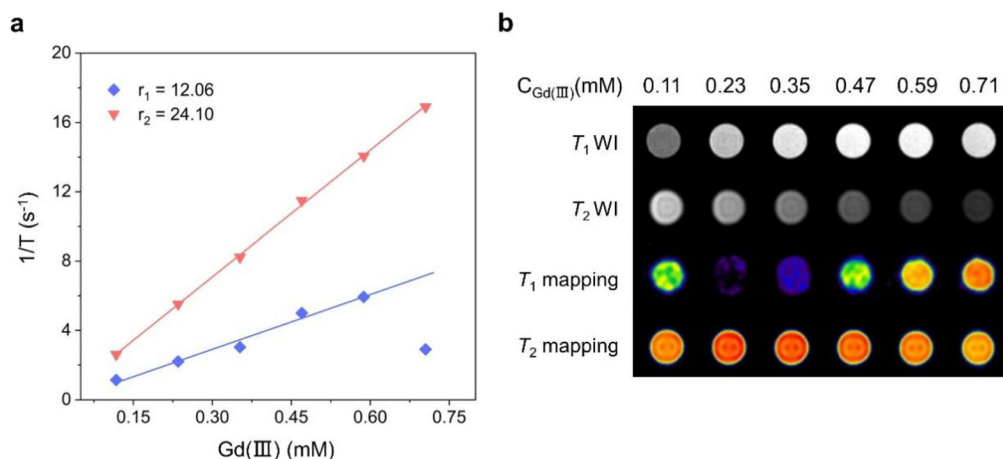 a
20
16
12
8
4
0
1/T (s⁻¹)
r₁ = 12.06
r₂ = 24.10
0.15 0.30 0.45 0.60 0.75
Gd(Ⅲ) (mM)
b
C_Gd(Ⅲ)(mM) 0.11 0.23 0.35 0.47 0.59 0.71
T₁ WI
T₂ WI
T₁ mapping
T₂ mapping